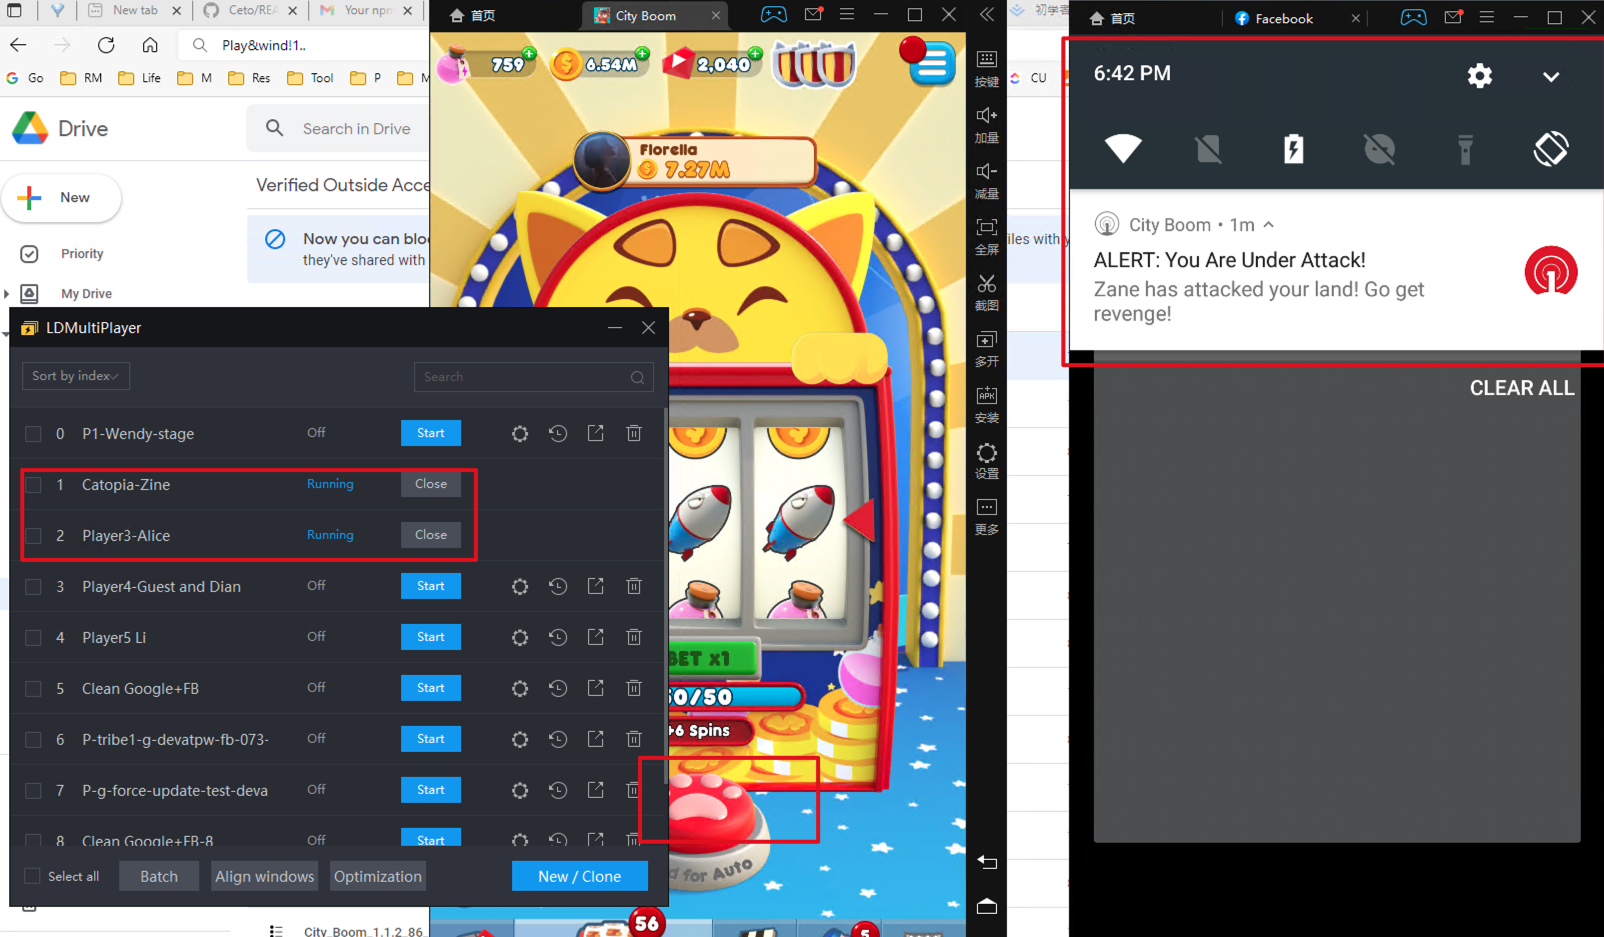 New tab
Ceto/REA
Your npm
Play&wind!1..
Go
RM
Life
M
Res
Tool
P
Drive
Search in Drive
New
Verified Outside Acce
Now you can blo
they've shared with
Priority
My Drive
City_Boom_1.1.2_86
首页
City Boom
759
6.54M
2,040
Fiorella
7.27M
BET x1
50/50
+6 Spins
d for Auto
56
5
按键
加量
减量
全屏
截图
多开
安装
设置
更多
初学者
CU
iles with y
LDMultiPlayer
Sort by index
Search
0 P1-Wendy-stage Off Start
1 Catopia-Zine Running Close
2 Player3-Alice Running Close
3 Player4-Guest and Dian Off Start
4 Player5 Li Off Start
5 Clean Google+FB Off Start
6 P-tribe1-g-devatpw-fb-073- Off Start
7 P-g-force-update-test-deva Off Start
8 Clean Google+FB-8 Off Start
Select all
Batch
Align windows
Optimization
New / Clone
首页
Facebook
6:42 PM
City Boom • 1m
ALERT: You Are Under Attack!
Zane has attacked your land! Go get
revenge!
CLEAR ALL